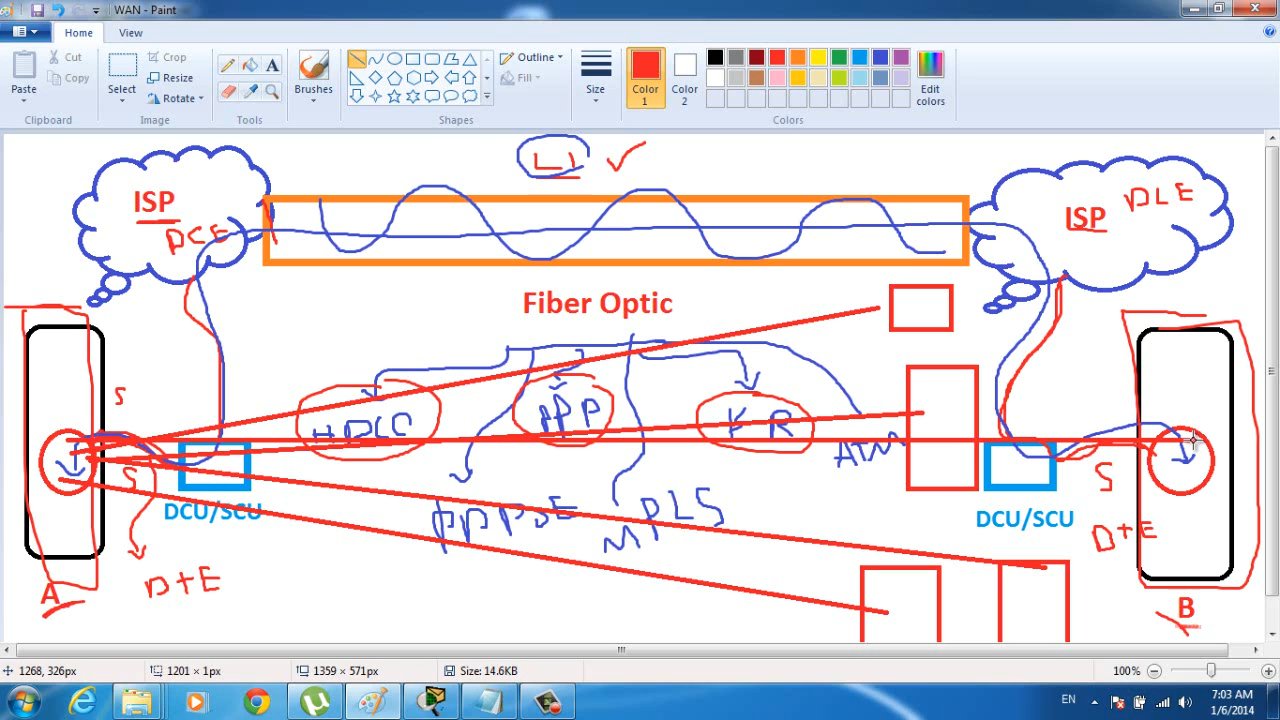 WAN - Paint
Home
View
Paste
Cut
Copy
Clipboard
Select
Crop
Resize
Rotate
Image
A
Tools
Brushes
Outline
Fill
Shapes
Size
Color 1
Color 2
Edit colors
Colors
L1
ISP
DCE
ISP
DLE
Fiber Optic
S
HDLC
PPP
FR
ATM
S
S
DCU/SCU
DCU/SCU
PPPOE
MPLS
D+E
D+E
A
B
1268, 326px
1201 × 1px
1359 × 571px
Size: 14.6KB
100%
EN
7:03 AM
1/6/2014